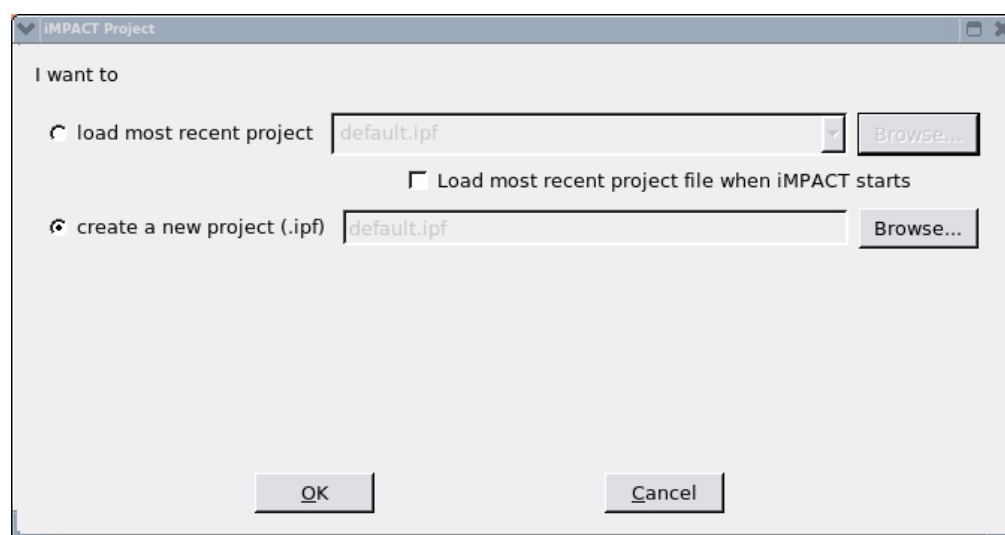 iMPACT Project
I want to
load most recent project default.ipf Browse...
Load most recent project file when iMPACT starts
create a new project (.ipf) default.ipf Browse...
OK Cancel